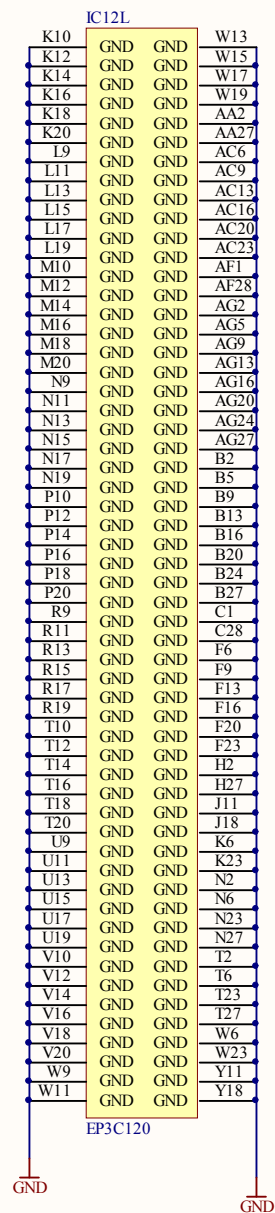 IC12L
K10 GND GND W13
K12 GND GND W15
K14 GND GND W17
K16 GND GND W19
K18 GND GND AA2
K20 GND GND AA27
L9 GND GND AC6
L11 GND GND AC9
L13 GND GND AC13
L15 GND GND AC16
L17 GND GND AC20
L19 GND GND AC23
M10 GND GND AF1
M12 GND GND AF28
M14 GND GND AG2
M16 GND GND AG5
M18 GND GND AG9
M20 GND GND AG13
N9 GND GND AG16
N11 GND GND AG20
N13 GND GND AG24
N15 GND GND AG27
N17 GND GND B2
N19 GND GND B5
P10 GND GND B9
P12 GND GND B13
P14 GND GND B16
P16 GND GND B20
P18 GND GND B24
P20 GND GND B27
R9 GND GND C1
R11 GND GND C28
R13 GND GND F6
R15 GND GND F9
R17 GND GND F13
R19 GND GND F16
T10 GND GND F20
T12 GND GND F23
T14 GND GND H2
T16 GND GND H27
T18 GND GND J11
T20 GND GND J18
U9 GND GND K6
U11 GND GND K23
U13 GND GND N2
U15 GND GND N6
U17 GND GND N23
U19 GND GND N27
V10 GND GND T2
V12 GND GND T6
V14 GND GND T23
V16 GND GND T27
V18 GND GND W6
V20 GND GND W23
W9 GND GND Y11
W11 GND GND Y18
EP3C120
GND
GND